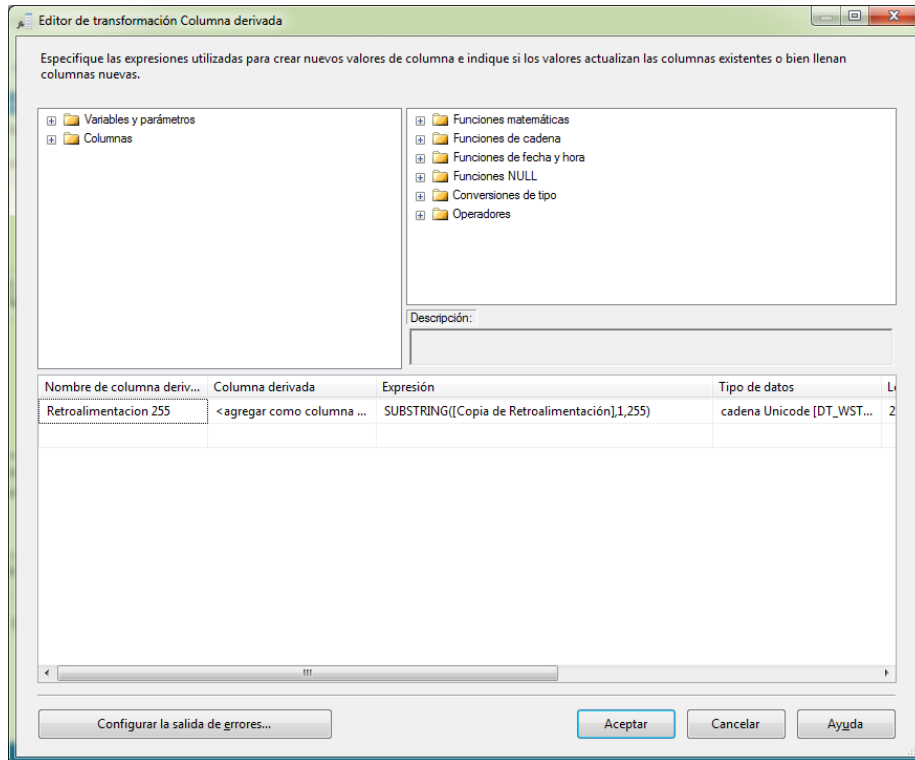 Editor de transformación Columna derivada
Especifique las expresiones utilizadas para crear nuevos valores de columna e indique si los valores actualizan las columnas existentes o bien llenan
columnas nuevas.
Variables y parámetros
Columnas
Funciones matemáticas
Funciones de cadena
Funciones de fecha y hora
Funciones NULL
Conversiones de tipo
Operadores
Descripción:
Nombre de columna deriv... Columna derivada Expresión Tipo de datos
Retroalimentacion 255 <agregar como columna ... SUBSTRING([Copia de Retroalimentación],1,255) cadena Unicode [DT_WST... 2
Configurar la salida de errores... Aceptar Cancelar Ayuda